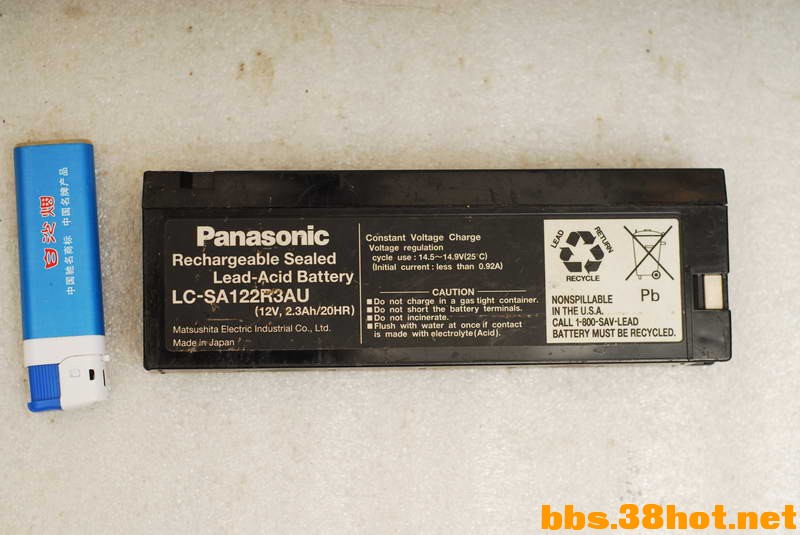 白沙烟
中国驰名商标 中国名牌产品
Panasonic
Rechargeable Sealed
Lead-Acid Battery
LC-SA122R3AU
(12V, 2.3Ah/20HR)
Matsushita Electric Industrial Co., Ltd.
Made in Japan
Constant Voltage Charge
Voltage regulation
cycle use : 14.5~14.9V(25°C)
(Initial current : less than 0.92A)
CAUTION
■ Do not charge in a gas tight container.
■ Do not short the battery terminals.
■ Do not incinerate.
■ Flush with water at once if contact
is made with electrolyte(Acid).
LEAD
RETURN
RECYCLE
Pb
NONSPILLABLE
IN THE U.S.A.
CALL 1-800-SAV-LEAD
BATTERY MUST BE RECYCLED.
bbs.38hot.net